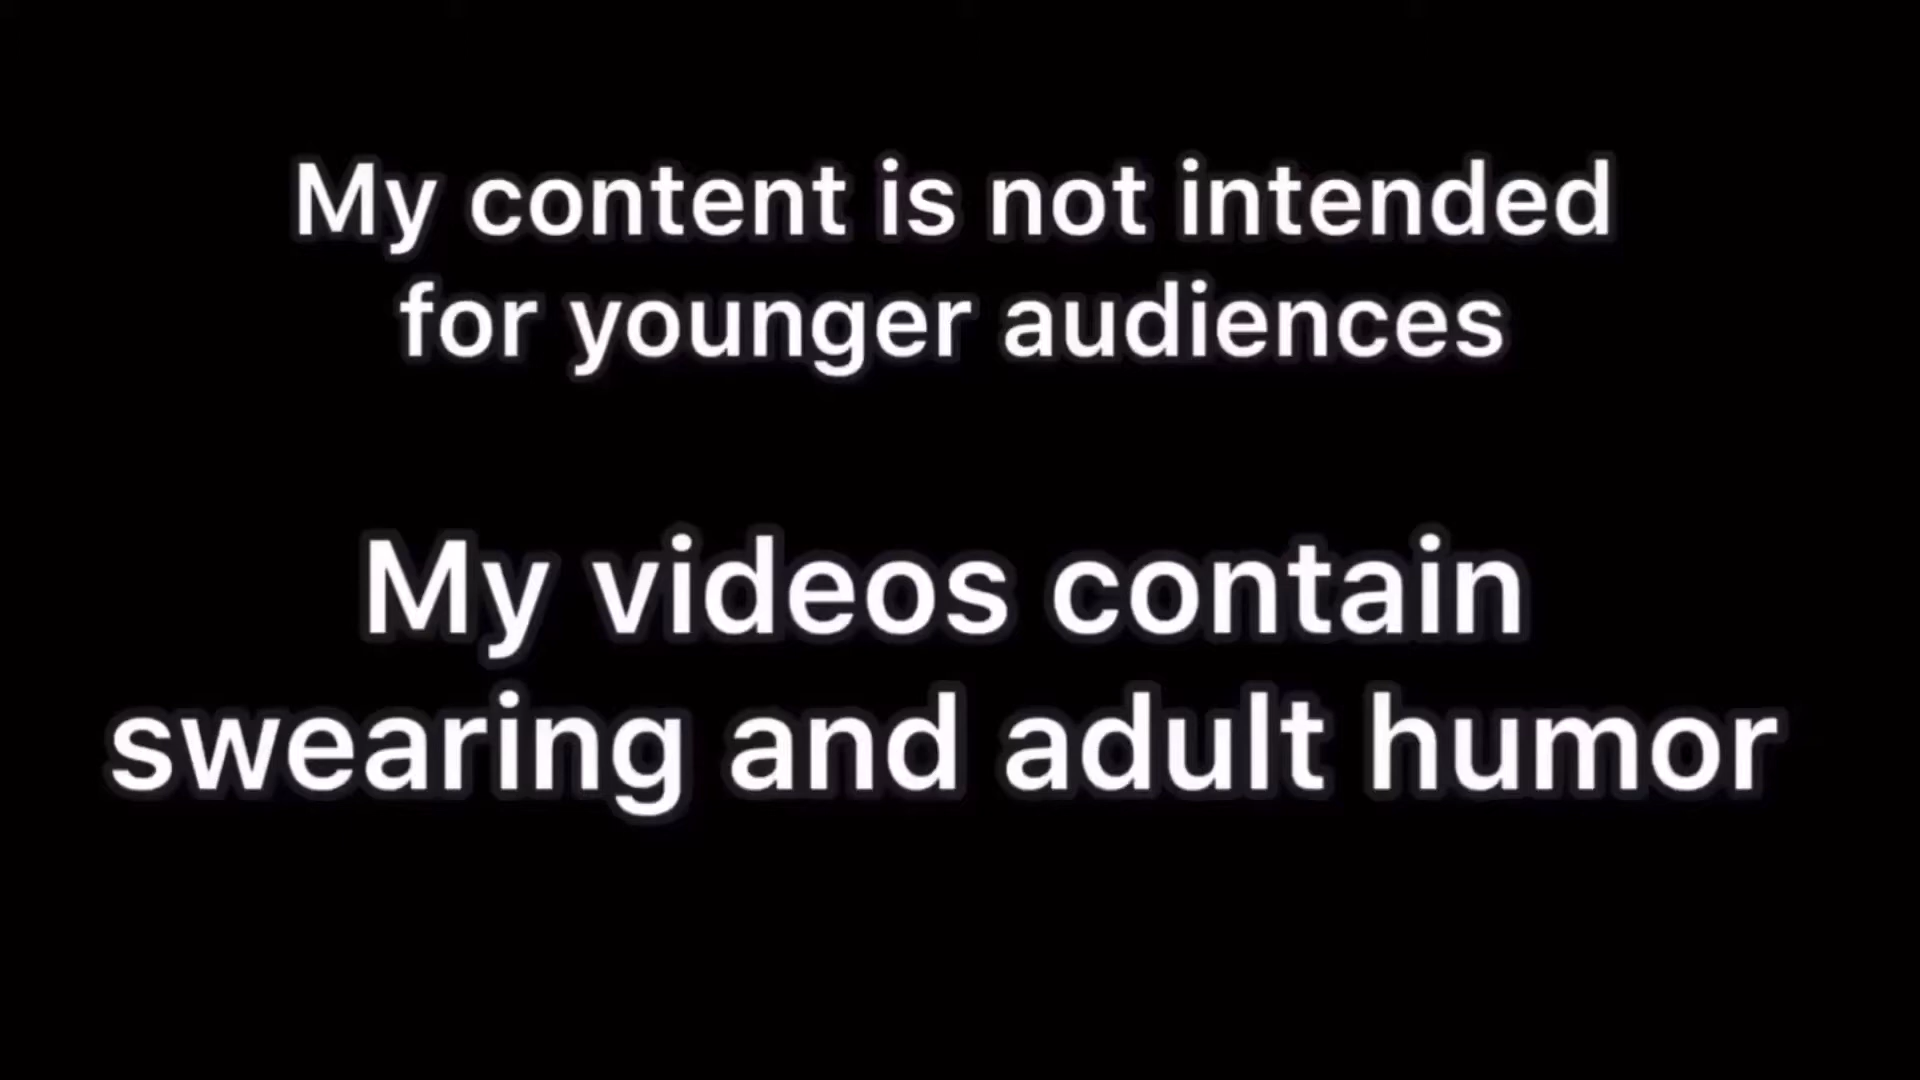 My content is not intended
for younger audiences
My videos contain
swearing and adult humor